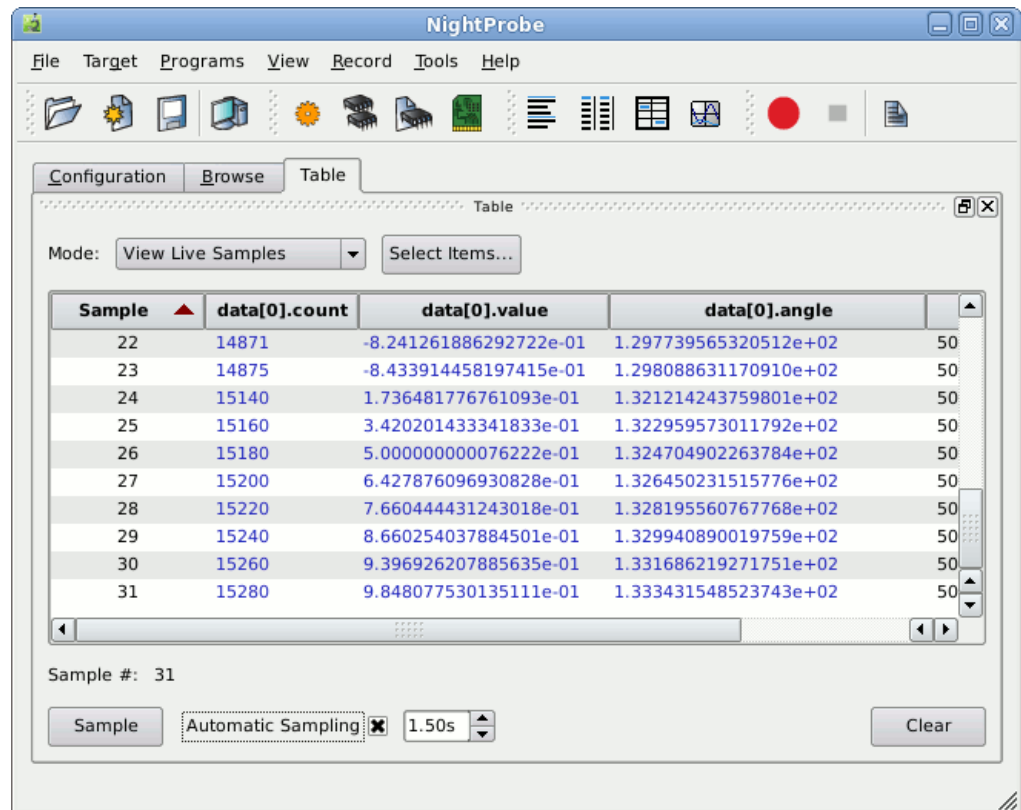 NightProbe
File Target Programs View Record Tools Help
Configuration Browse Table
Table
Mode: View Live Samples Select Items...
Sample data[0].count data[0].value data[0].angle
22 14871 -8.241261886292722e-01 1.297739565320512e+02 50
23 14875 -8.433914458197415e-01 1.298088631170910e+02 50
24 15140 1.736481776761093e-01 1.321214243759801e+02 50
25 15160 3.420201433341833e-01 1.322959573011792e+02 50
26 15180 5.000000000076222e-01 1.324704902263784e+02 50
27 15200 6.427876096930828e-01 1.326450231515776e+02 50
28 15220 7.660444431243018e-01 1.328195560767768e+02 50
29 15240 8.660254037884501e-01 1.329940890019759e+02 50
30 15260 9.396926207885635e-01 1.331686219271751e+02 50
31 15280 9.848077530135111e-01 1.333431548523743e+02 50
Sample #: 31
Sample Automatic Sampling 1.50s Clear